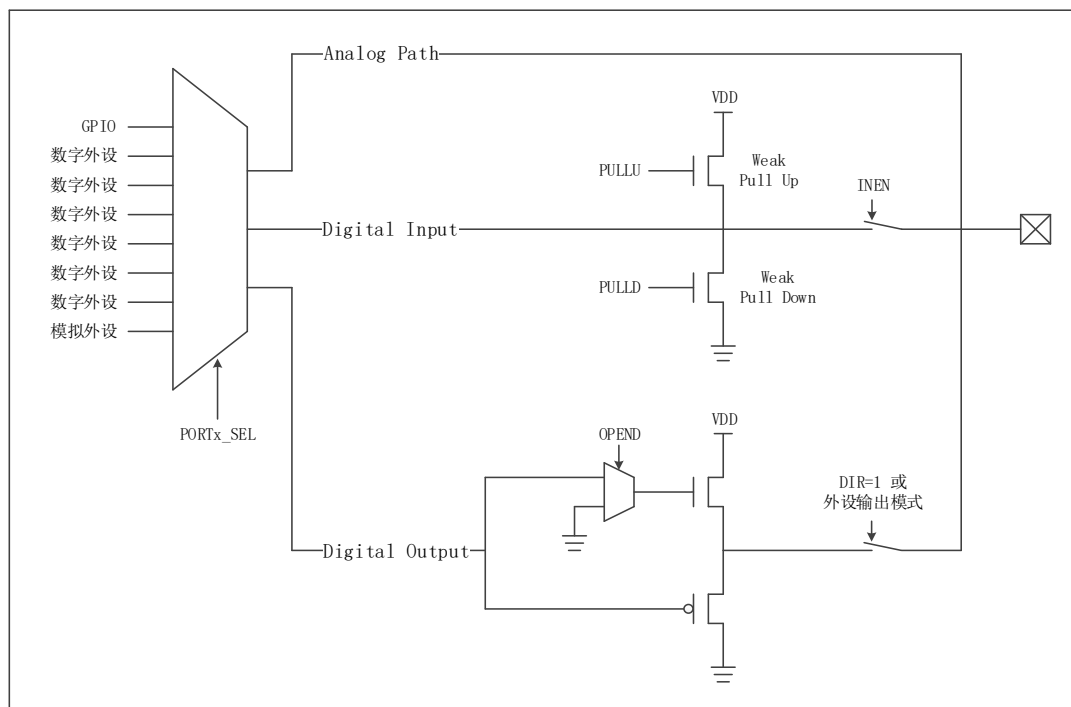 Analog Path
VDD
GPIO
数字外设
数字外设
数字外设
数字外设
数字外设
数字外设
模拟外设
PULLU
Weak
Pull Up
INEN
Digital Input
PULLD
Weak
Pull Down
PORTx_SEL
OPEND
VDD
DIR=1 或
外设输出模式
Digital Output